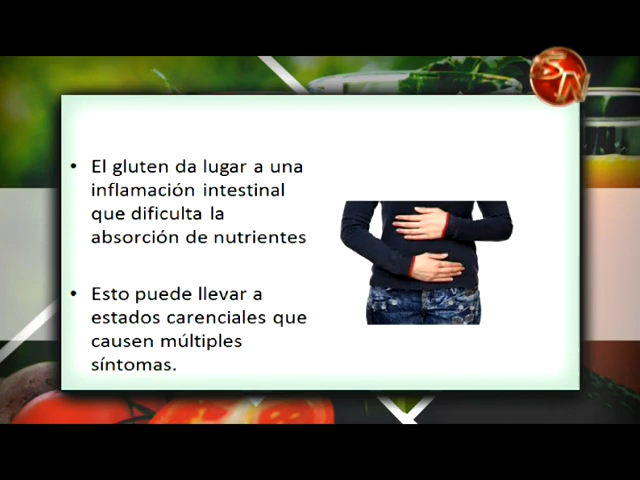 SN
• El gluten da lugar a una
inflamación intestinal
que dificulta la
absorción de nutrientes
• Esto puede llevar a
estados carenciales que
causen múltiples
síntomas.